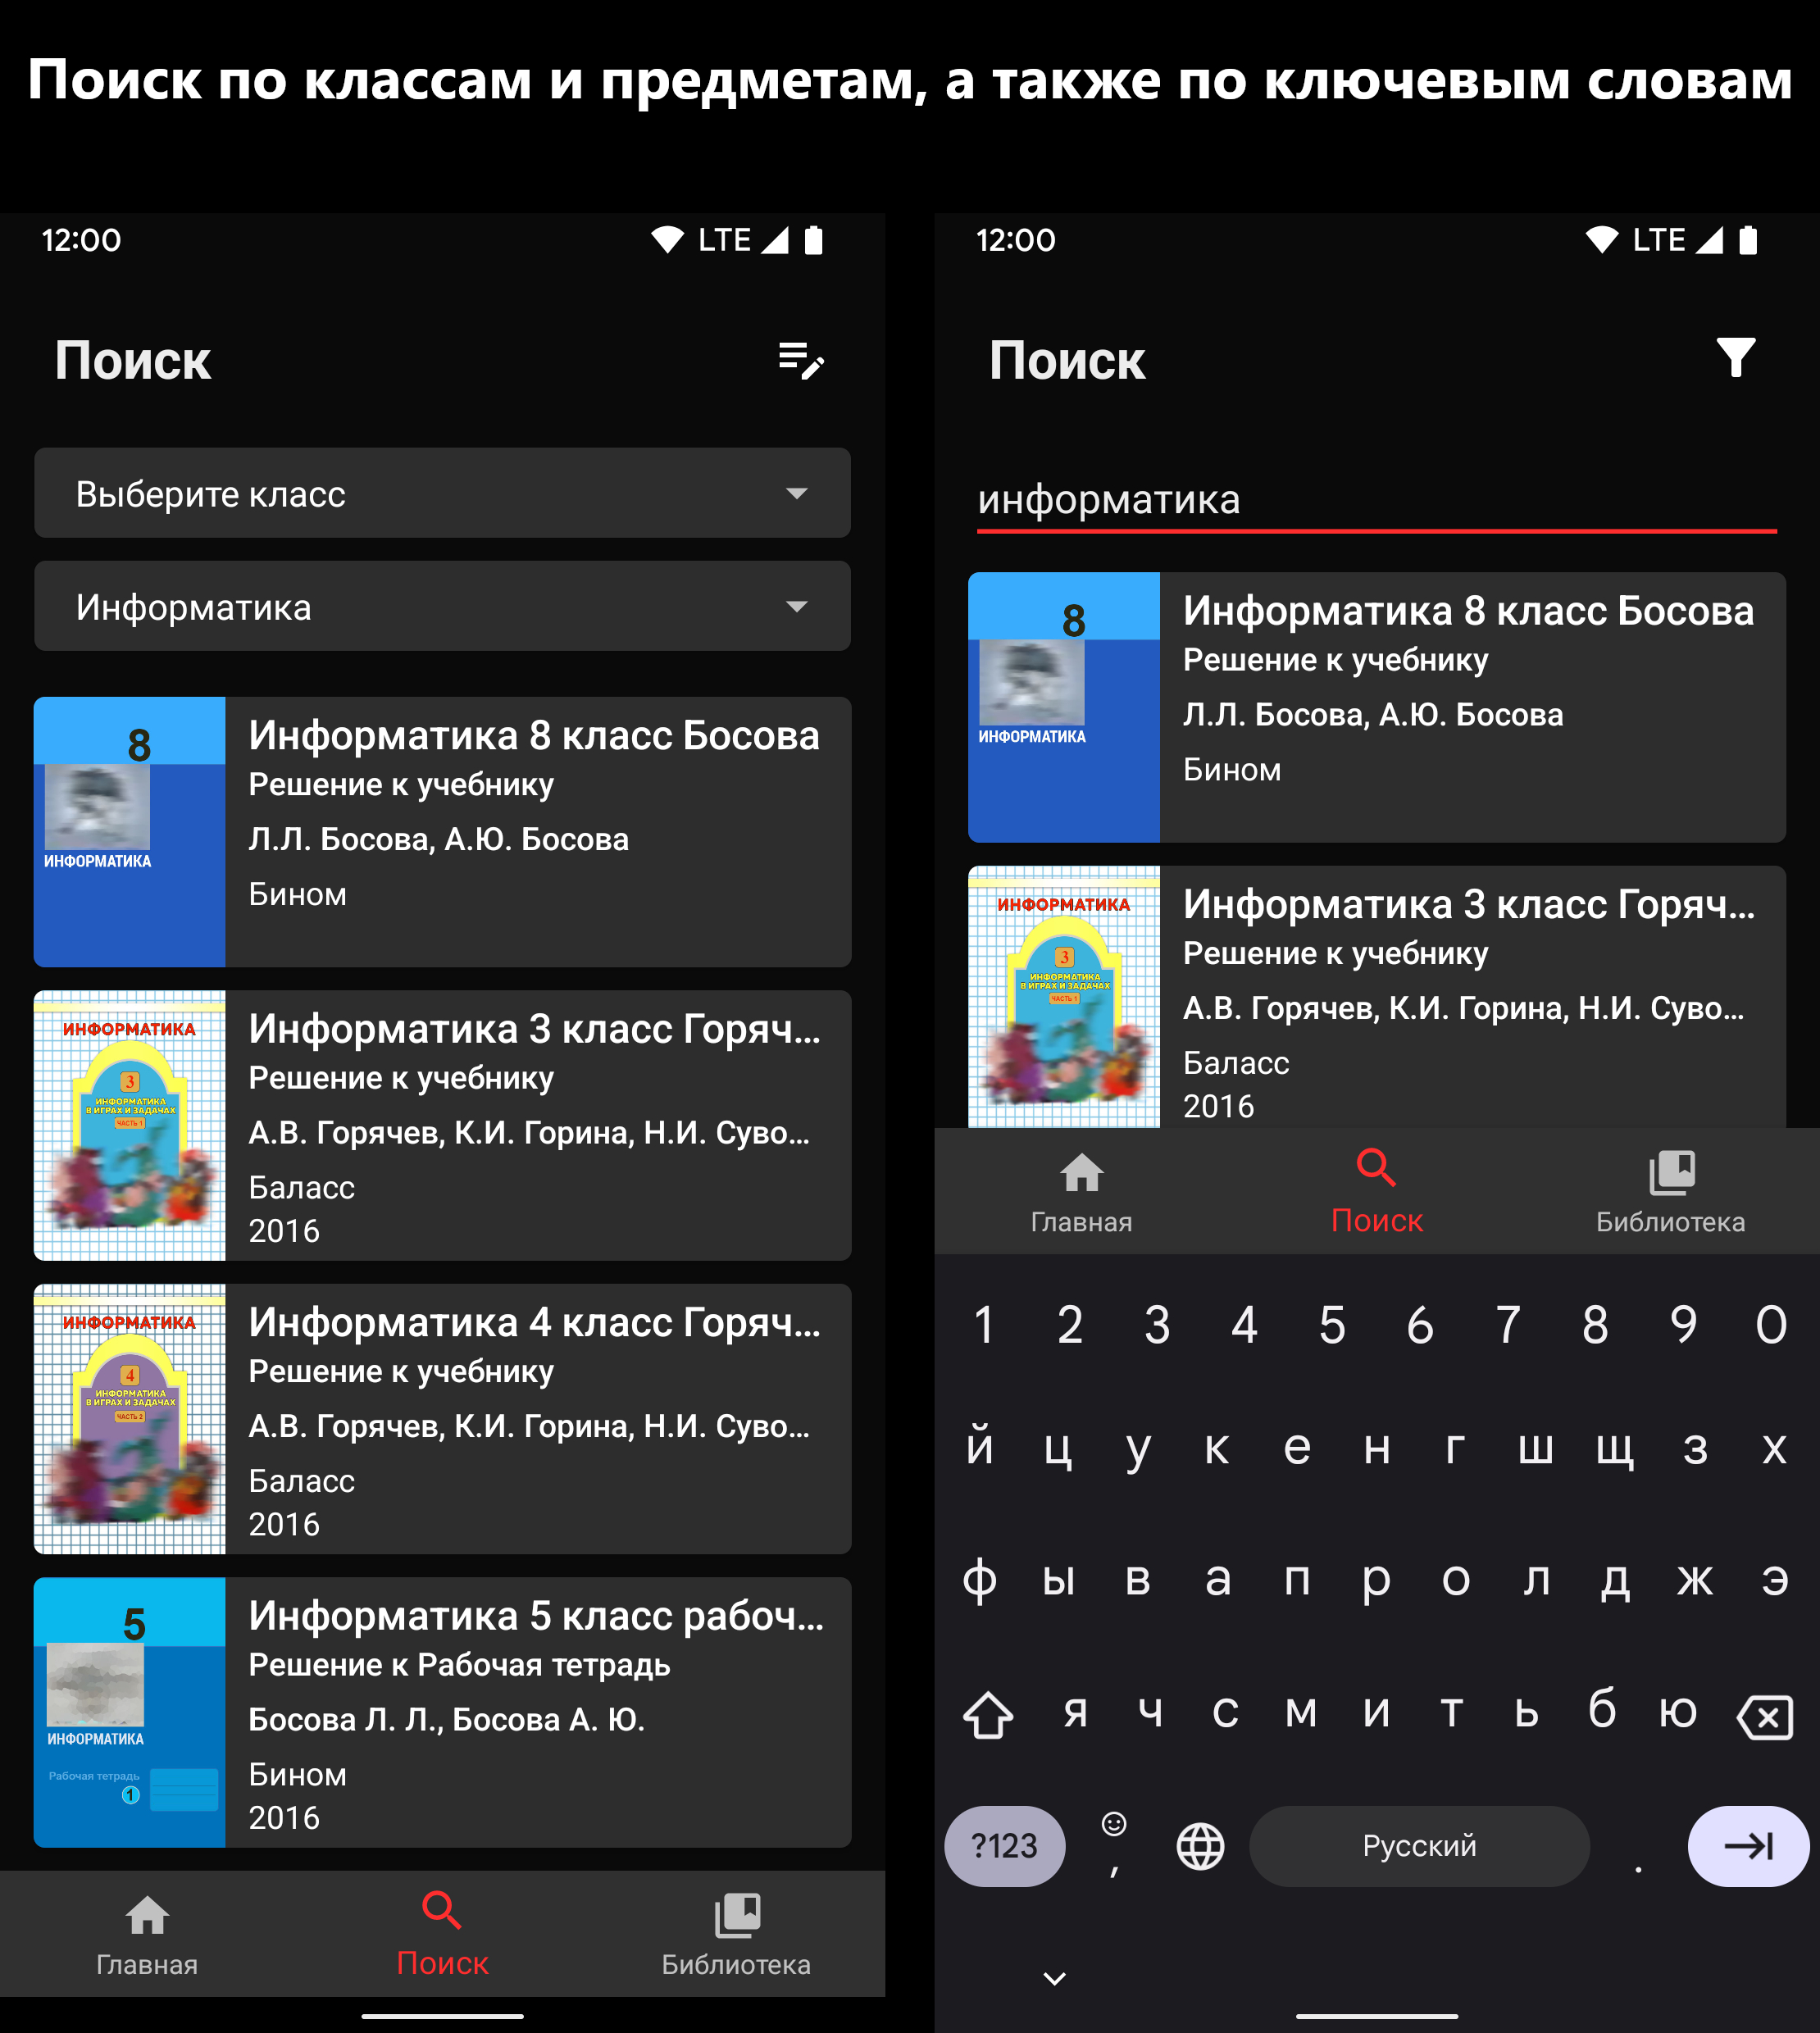 Поиск по классам и предметам, а также по ключевым словам
12:00
LTE
Поиск
Выберите класс
Информатика
8
ИНФОРМАТИКА
Информатика 8 класс Босова
Решение к учебнику
Л.Л. Босова, А.Ю. Босова
Бином
ИНФОРМАТИКА
3
ИНФОРМАТИКА
В ИГРАХ И ЗАДАЧАХ
ЧАСТЬ 1
Информатика 3 класс Горяч...
Решение к учебнику
А.В. Горячев, К.И. Горина, Н.И. Суво...
Баласс
2016
ИНФОРМАТИКА
4
ИНФОРМАТИКА
В ИГРАХ И ЗАДАЧАХ
ЧАСТЬ 2
Информатика 4 класс Горяч...
Решение к учебнику
А.В. Горячев, К.И. Горина, Н.И. Суво...
Баласс
2016
5
ИНФОРМАТИКА
Рабочая тетрадь
1
Информатика 5 класс рабоч...
Решение к Рабочая тетрадь
Босова Л. Л., Босова А. Ю.
Бином
2016
Главная
Поиск
Библиотека
12:00
LTE
Поиск
информатика
8
ИНФОРМАТИКА
Информатика 8 класс Босова
Решение к учебнику
Л.Л. Босова, А.Ю. Босова
Бином
ИНФОРМАТИКА
3
ИНФОРМАТИКА
В ИГРАХ И ЗАДАЧАХ
ЧАСТЬ 1
Информатика 3 класс Горяч...
Решение к учебнику
А.В. Горячев, К.И. Горина, Н.И. Суво...
Баласс
2016
Главная
Поиск
Библиотека
1 2 3 4 5 6 7 8 9 0
й ц у к е н г ш щ з х
ф ы в а п р о л д ж э
я ч с м и т ь б ю
?123 , Русский .